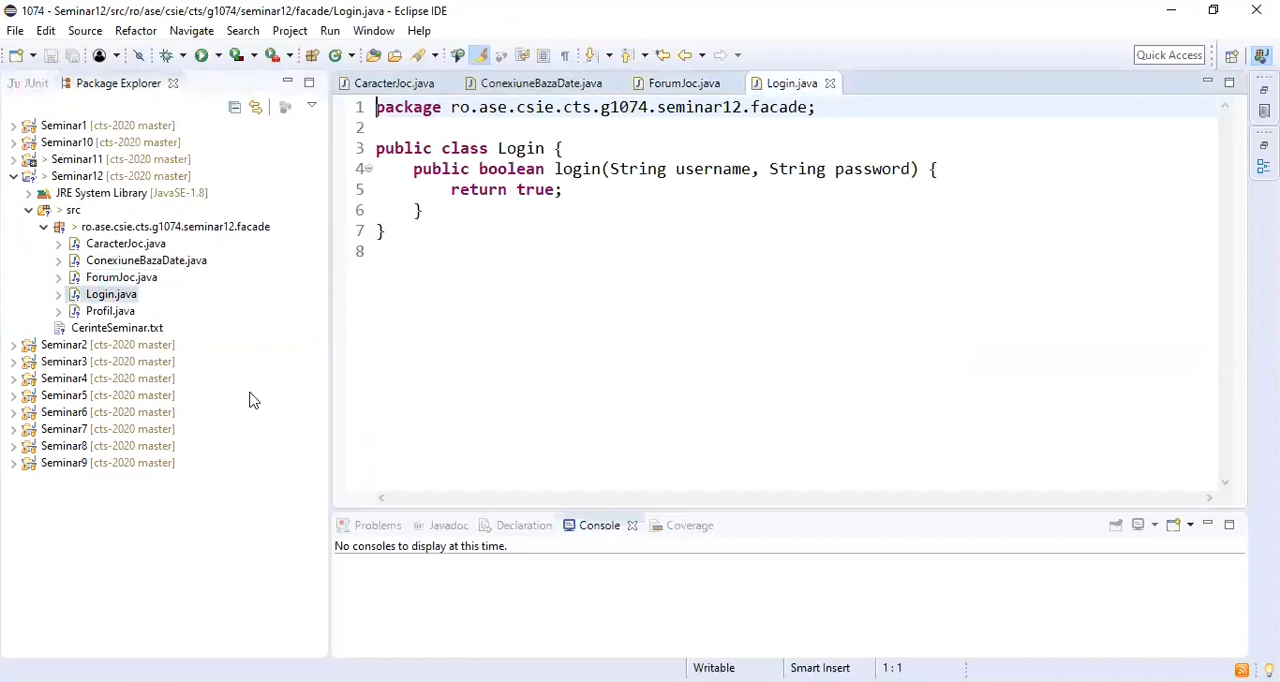 1074 - Seminar12/src/ro/ase/csie/cts/g1074/seminar12/facade/Login.java - Eclipse IDE
File Edit Source Refactor Navigate Search Project Run Window Help
Quick Access
JUnit Package Explorer
CaracterJoc.java ConexiuneBazaDate.java ForumJoc.java Login.java
Seminar1 [cts-2020 master]
Seminar10 [cts-2020 master]
> Seminar11 [cts-2020 master]
> Seminar12 [cts-2020 master]
JRE System Library [JavaSE-1.8]
> src
> ro.ase.csie.cts.g1074.seminar12.facade
CaracterJoc.java
ConexiuneBazaDate.java
ForumJoc.java
Login.java
Profil.java
CerinteSeminar.txt
Seminar2 [cts-2020 master]
Seminar3 [cts-2020 master]
Seminar4 [cts-2020 master]
Seminar5 [cts-2020 master]
Seminar6 [cts-2020 master]
Seminar7 [cts-2020 master]
Seminar8 [cts-2020 master]
Seminar9 [cts-2020 master]
1 package ro.ase.csie.cts.g1074.seminar12.facade;
2
3 public class Login {
4 public boolean login(String username, String password) {
5 return true;
6 }
7 }
8
Problems @ Javadoc Declaration Console Coverage
No consoles to display at this time.
Writable Smart Insert 1 : 1